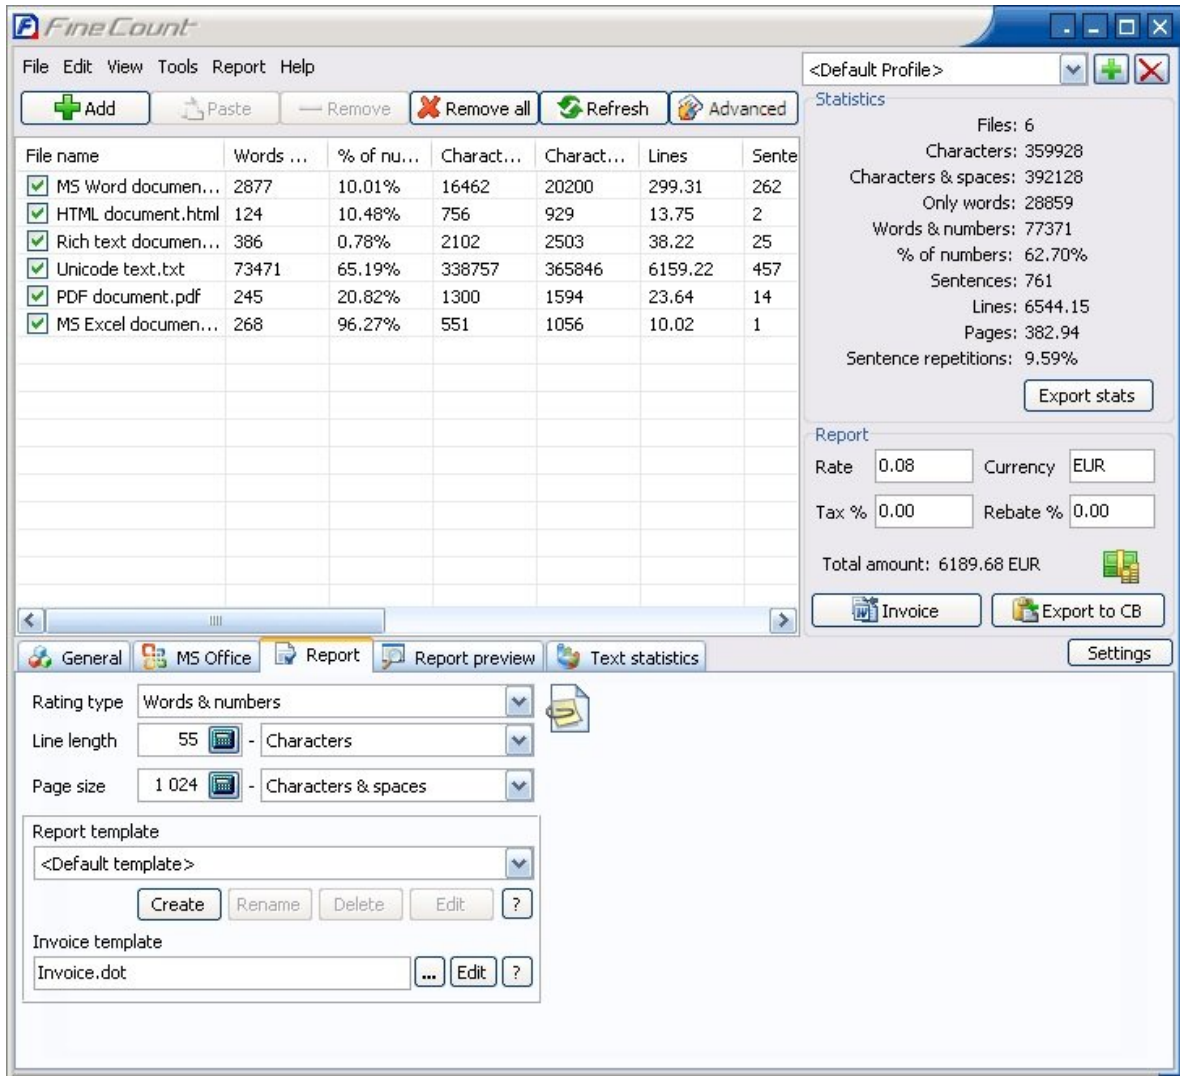 FineCount
File Edit View Tools Report Help
<Default Profile>
Add Paste Remove Remove all Refresh Advanced
File name Words ... % of nu... Charact... Charact... Lines Sente
MS Word documen... 2877 10.01% 16462 20200 299.31 262
HTML document.html 124 10.48% 756 929 13.75 2
Rich text documen... 386 0.78% 2102 2503 38.22 25
Unicode text.txt 73471 65.19% 338757 365846 6159.22 457
PDF document.pdf 245 20.82% 1300 1594 23.64 14
MS Excel documen... 268 96.27% 551 1056 10.02 1
Statistics
Files: 6
Characters: 359928
Characters & spaces: 392128
Only words: 28859
Words & numbers: 77371
% of numbers: 62.70%
Sentences: 761
Lines: 6544.15
Pages: 382.94
Sentence repetitions: 9.59%
Export stats
Report
Rate 0.08 Currency EUR
Tax % 0.00 Rebate % 0.00
Total amount: 6189.68 EUR
Invoice Export to CB
General MS Office Report Report preview Text statistics Settings
Rating type Words & numbers
Line length 55 - Characters
Page size 1 024 - Characters & spaces
Report template
<Default template>
Create Rename Delete Edit ?
Invoice template
Invoice.dot ... Edit ?